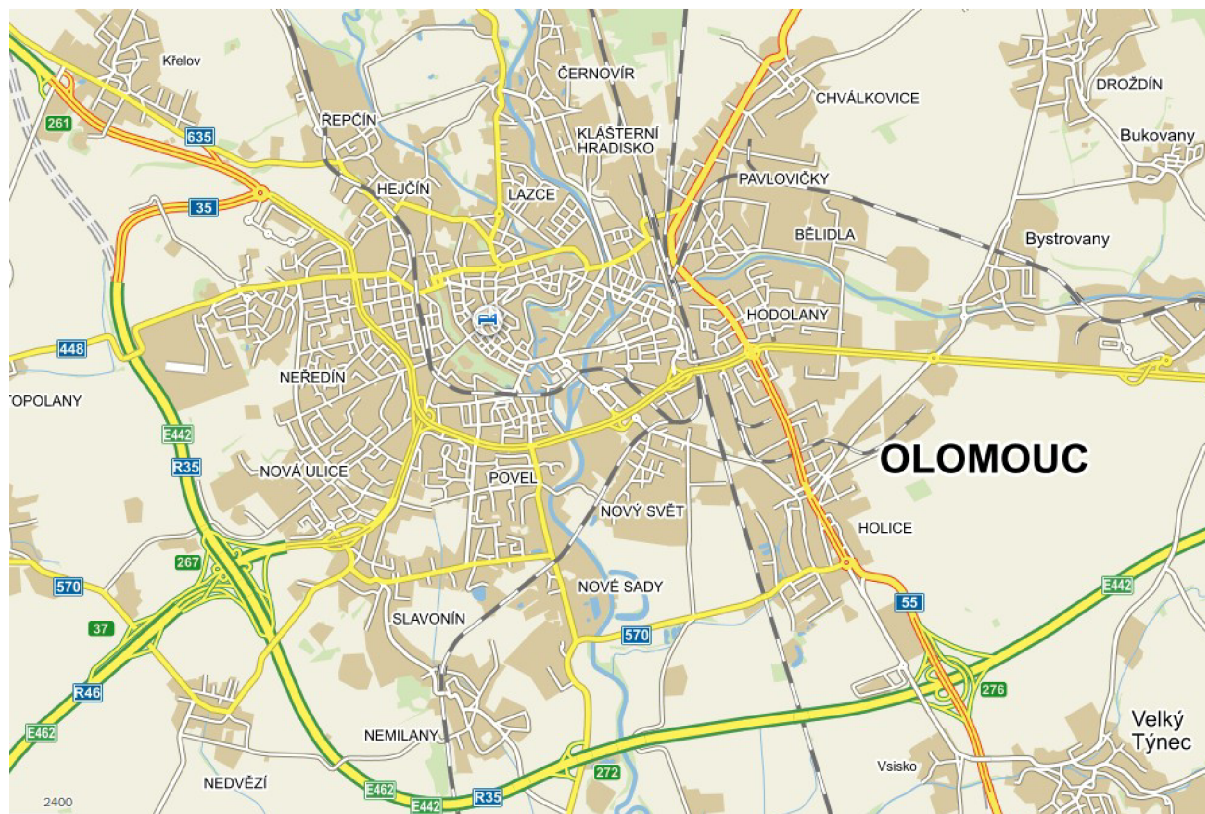 Křelov
ČERNOVÍR
CHVÁLKOVICE
DROŽDÍN
261
635
ŘEPČÍN
KLÁŠTERNÍ
HRADISKO
Bukovany
HEJČÍN
LAZCE
PAVLOVIČKY
35
BĚLIDLA
Bystrovany
HODOLANY
448
NEŘEDÍN
TOPOLANY
E442
R35
NOVÁ ULICE
POVEL
OLOMOUC
NOVÝ SVĚT
HOLICE
267
570
NOVÉ SADY
E442
37
SLAVONÍN
55
570
R46
276
E462
NEMILANY
Velký
Týnec
Vsisko
NEDVĚZÍ
272
E462
R35
E442
2400